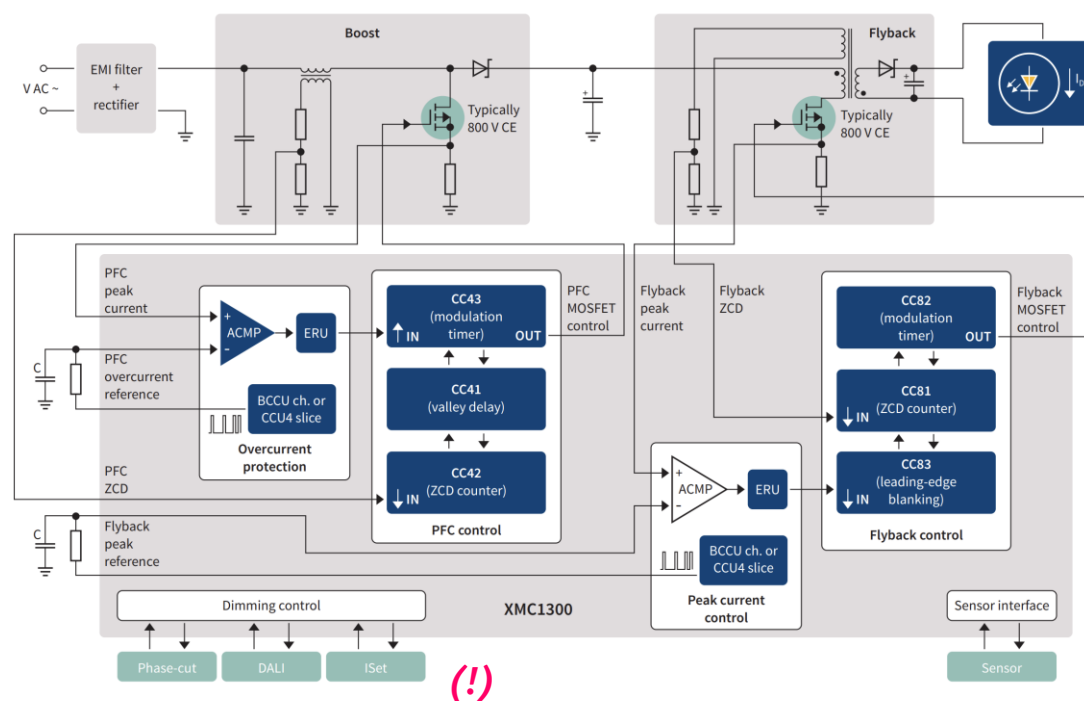 Boost
Flyback
EMI filter
+
rectifier
V AC ~
Typically
800 V CE
+
Typically
800 V CE
+
I_D
PFC
peak
current
+
-
ACMP
ERU
C
PFC
overcurrent
reference
BCCU ch. or
CCU4 slice
Overcurrent
protection
CC43
(modulation
timer)
IN
OUT
CC41
(valley delay)
CC42
(ZCD counter)
IN
PFC control
PFC
MOSFET
control
Flyback
peak
current
Flyback
ZCD
CC82
(modulation
timer)
OUT
CC81
IN
(ZCD counter)
CC83
(leading-edge
IN
blanking)
Flyback control
Flyback
MOSFET
control
PFC
ZCD
C
Flyback
peak
reference
+
-
ACMP
ERU
BCCU ch. or
CCU4 slice
Peak current
control
Dimming control
XMC1300
Sensor interface
Phase-cut
DALI
ISet
(!)
Sensor